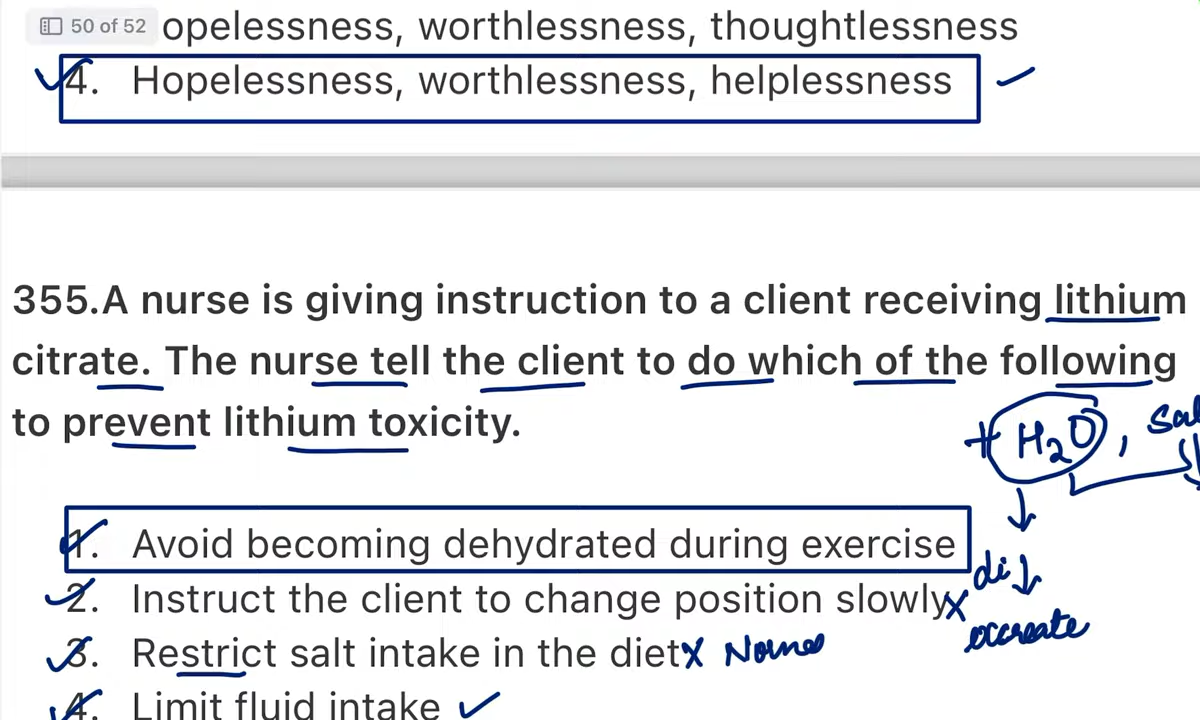 50 of 52
opelessness, worthlessness, thoughtlessness
4. Hopelessness, worthlessness, helplessness
355.A nurse is giving instruction to a client receiving lithium
citrate. The nurse tell the client to do which of the following
to prevent lithium toxicity.
H2O, Sal
1. Avoid becoming dehydrated during exercise
di
2. Instruct the client to change position slowly x
3. Restrict salt intake in the diet x
4. Limit fluid intake